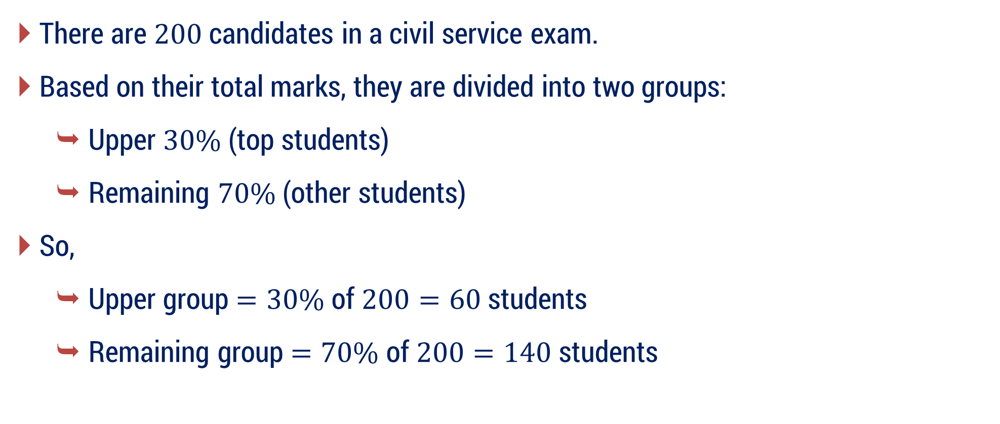 There are 200 candidates in a civil service exam.
Based on their total marks, they are divided into two groups:
Upper 30% (top students)
Remaining 70% (other students)
So,
Upper group = 30% of 200 = 60 students
Remaining group = 70% of 200 = 140 students